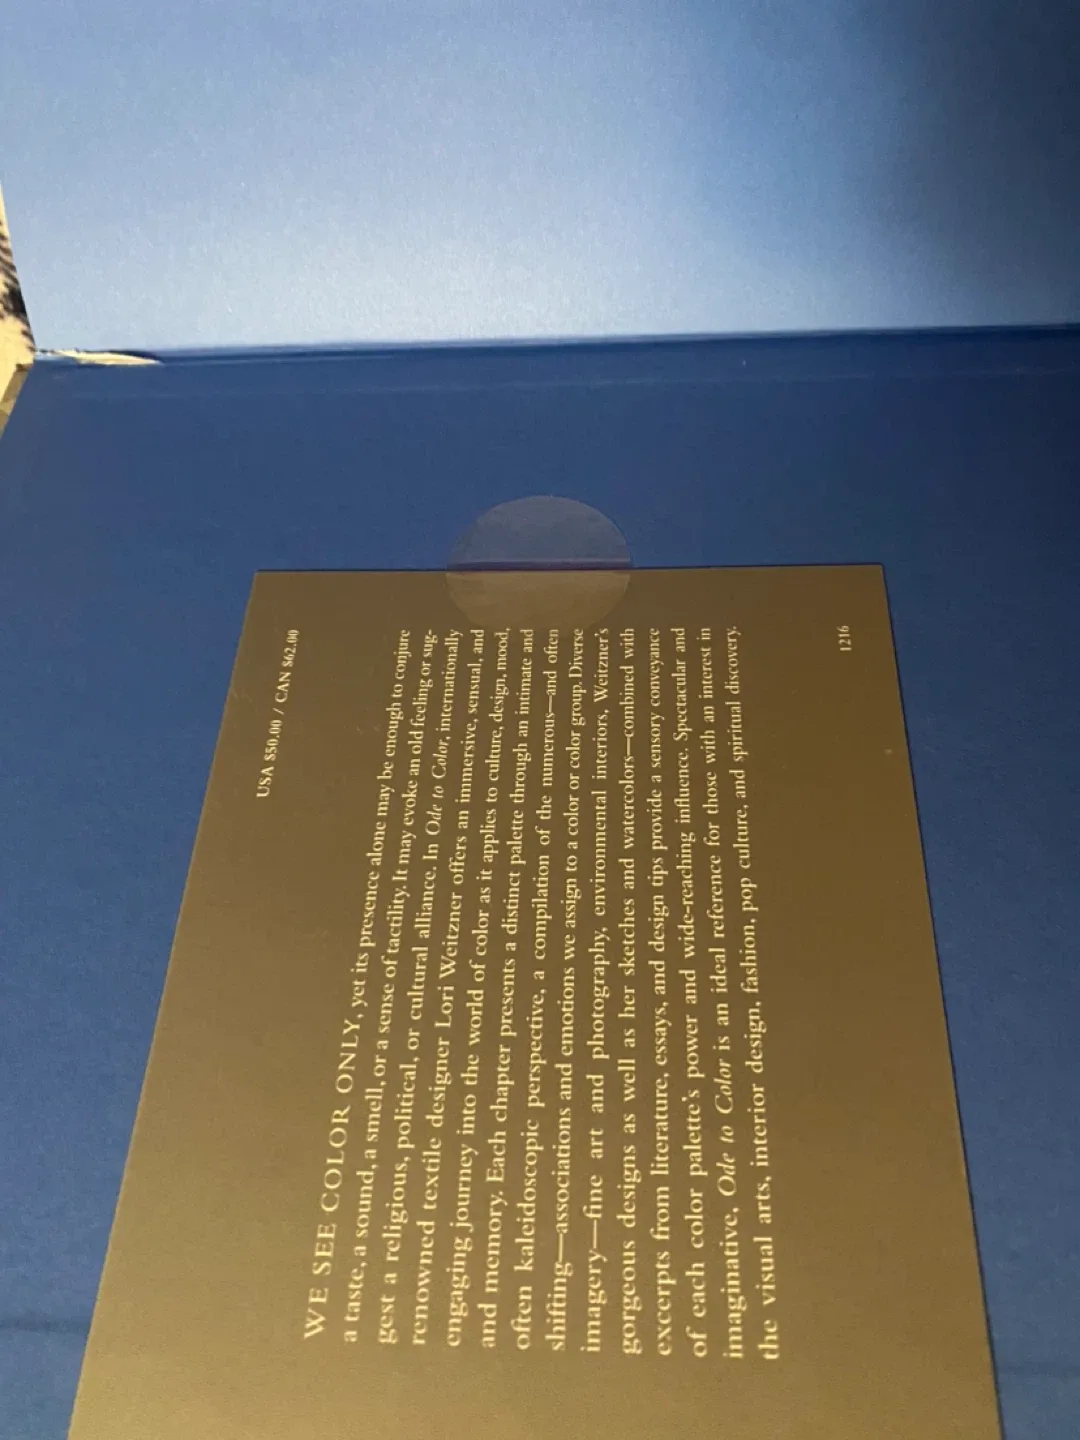 USA $50.00 / CAN $62.00
WE SEE COLOR ONLY, yet its presence alone may be enough to conjure
a taste, a sound, a smell, or a sense of tactility. It may evoke an old feeling or sug-
gest a religious, political, or cultural alliance. In Ode to Color, internationally
renowned textile designer Lori Weitzner offers an immersive, sensual, and
engaging journey into the world of color as it applies to culture, design, mood,
and memory. Each chapter presents a distinct palette through an intimate and
often kaleidoscopic perspective, a compilation of the numerous—and often
shifting—associations and emotions we assign to a color or color group. Diverse
imagery—fine art and photography, environmental interiors, Weitzner's
gorgeous designs as well as her sketches and watercolors—combined with
excerpts from literature, essays, and design tips provide a sensory conveyance
of each color palette's power and wide-reaching influence. Spectacular and
imaginative, Ode to Color is an ideal reference for those with an interest in
the visual arts, interior design, fashion, pop culture, and spiritual discovery.
1216